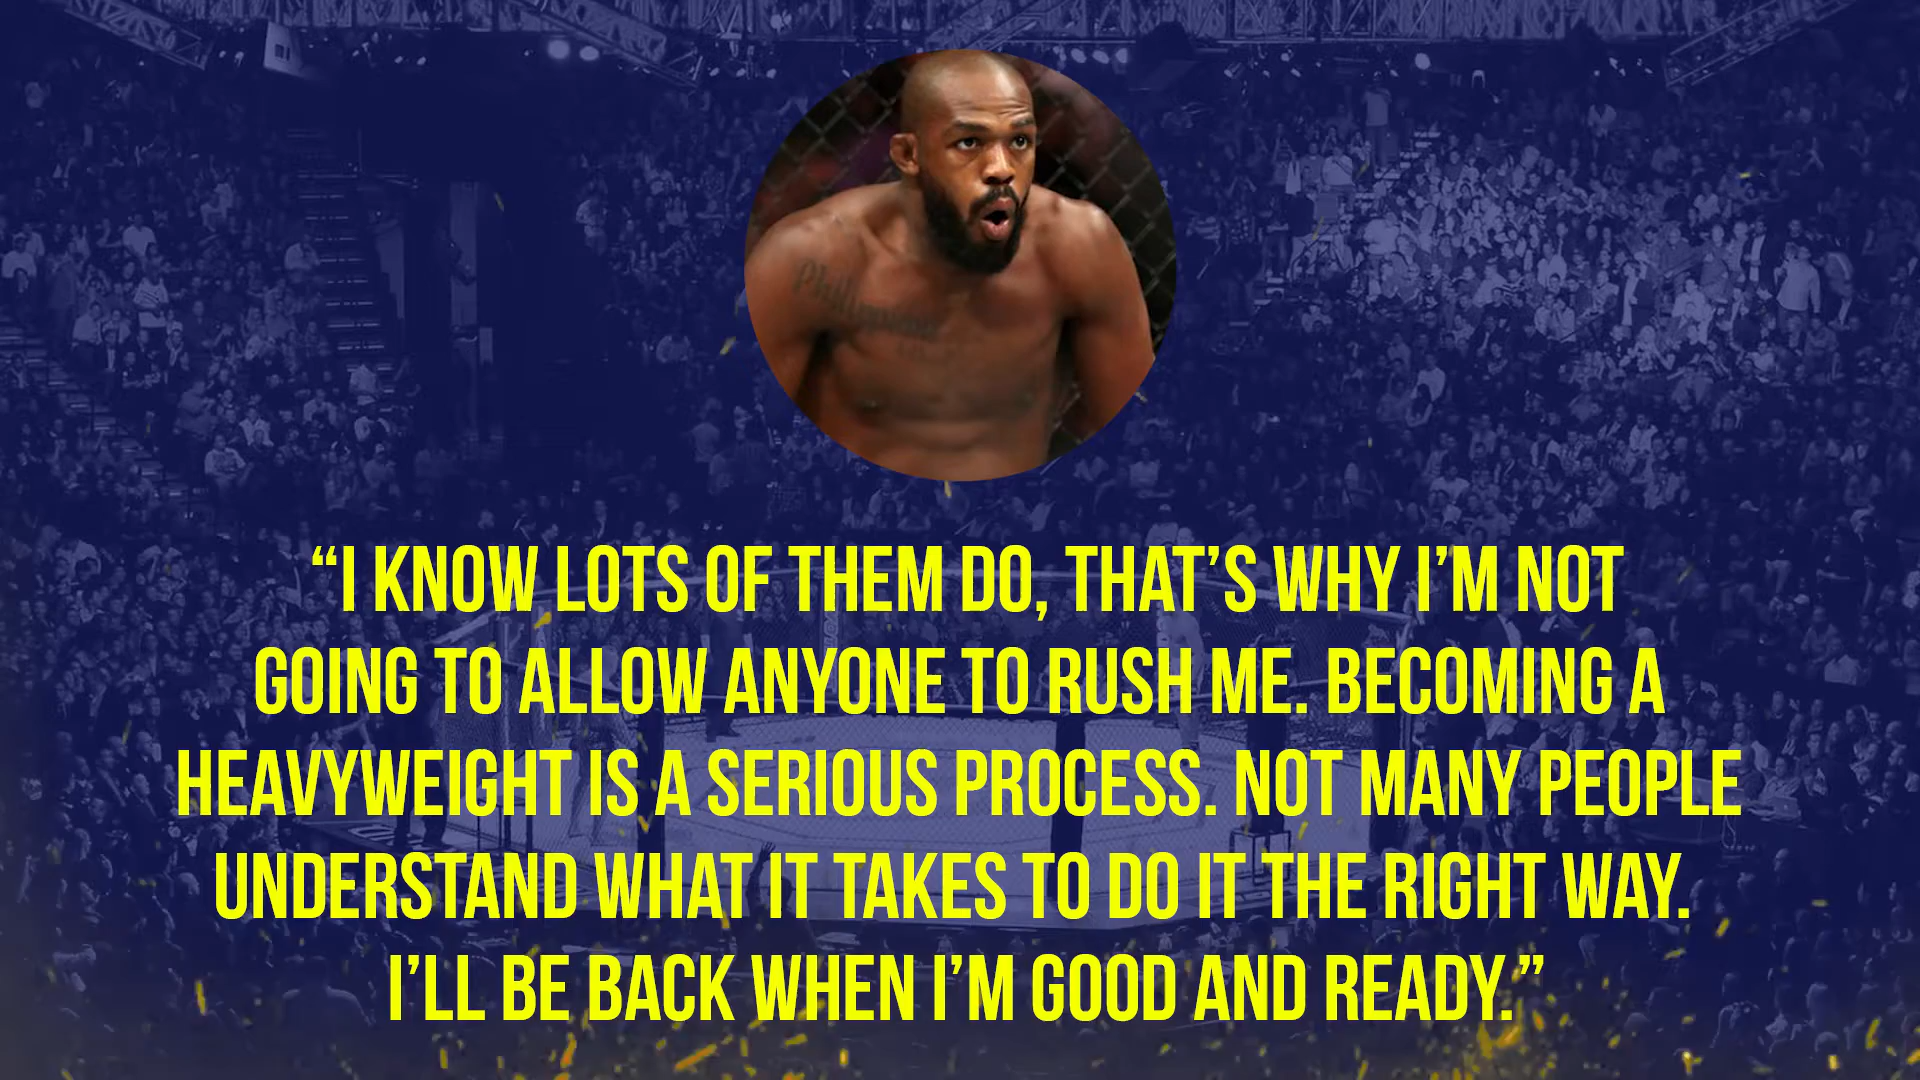 “I KNOW LOTS OF THEM DO, THAT’S WHY I’M NOT
GOING TO ALLOW ANYONE TO RUSH ME. BECOMING A
HEAVYWEIGHT IS A SERIOUS PROCESS. NOT MANY PEOPLE
UNDERSTAND WHAT IT TAKES TO DO IT THE RIGHT WAY.
I’LL BE BACK WHEN I’M GOOD AND READY.”